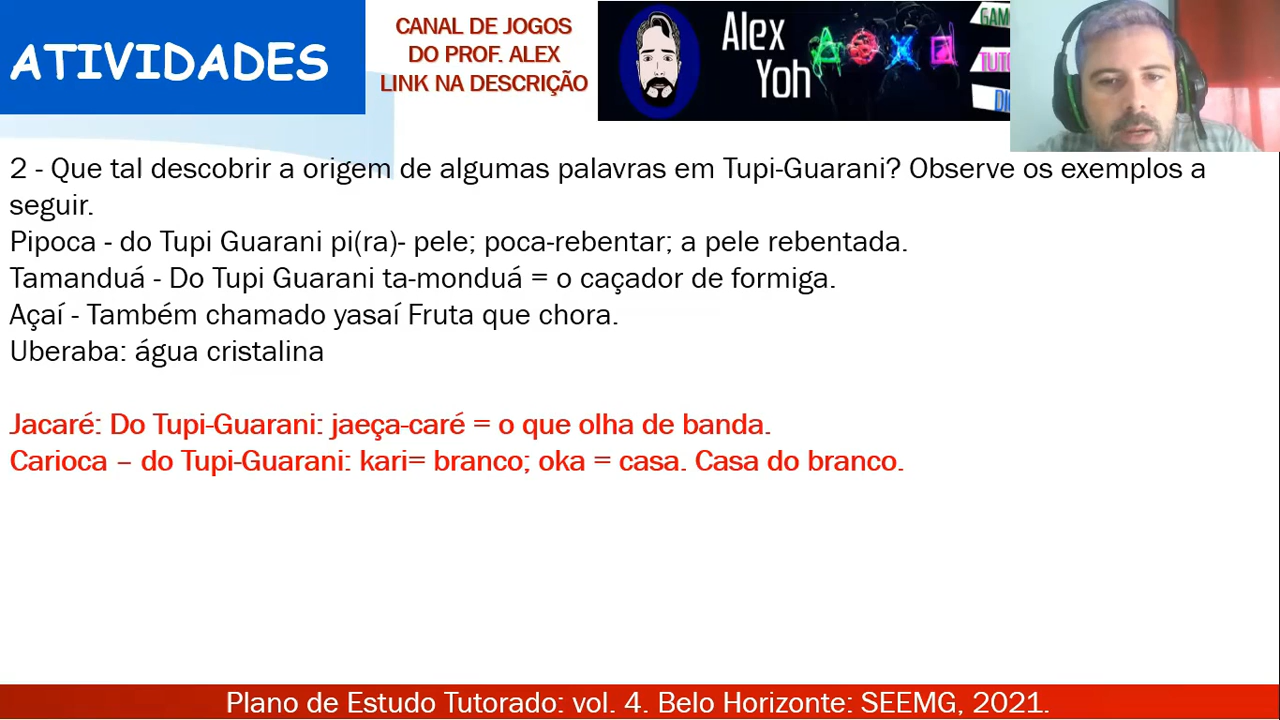 ATIVIDADES
CANAL DE JOGOS
DO PROF. ALEX
LINK NA DESCRIÇÃO
Alex
Yoh
2 - Que tal descobrir a origem de algumas palavras em Tupi-Guarani? Observe os exemplos a
seguir.
Pipoca - do Tupi Guarani pi(ra)- pele; poca-rebentar; a pele rebentada.
Tamanduá - Do Tupi Guarani ta-monduá = o caçador de formiga.
Açaí - Também chamado yasaí Fruta que chora.
Uberaba: água cristalina
Jacaré: Do Tupi-Guarani: jaeça-caré = o que olha de banda.
Carioca – do Tupi-Guarani: kari= branco; oka = casa. Casa do branco.
Plano de Estudo Tutorado: vol. 4. Belo Horizonte: SEEMG, 2021.